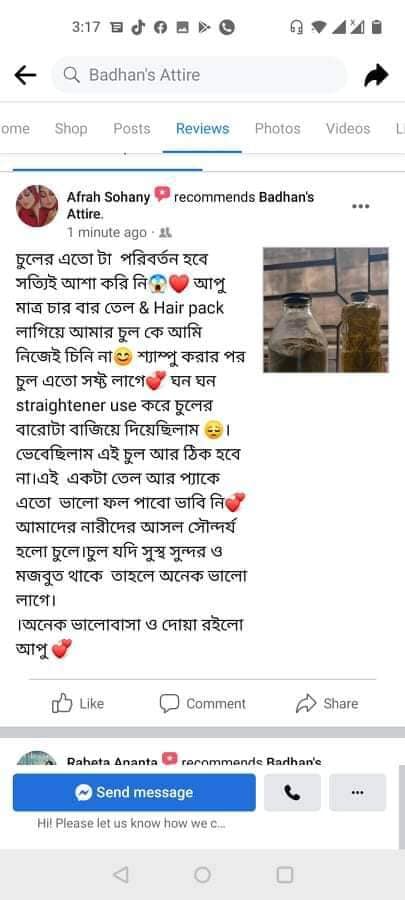 3:17
Badhan's Attire
ome Shop Posts Reviews Photos Videos L
Afrah Sohany recommends Badhan's
Attire.
1 minute ago
চুলের এতো টা পরিবর্তন হবে
সত্যিই আশা করি নি😱❤️ আপু
মাত্র চার বার তেল & Hair pack
লাগিয়ে আমার চুল কে আমি
নিজেই চিনি না😊 শ্যাম্পু করার পর
চুল এতো সফ্ট লাগে💕 ঘন ঘন
straightener use করে চুলের
বারোটা বাজিয়ে দিয়েছিলাম 😔।
ভেবেছিলাম এই চুল আর ঠিক হবে
না।এই একটা তেল আর প্যাকে
এতো ভালো ফল পাবো ভাবি নি💕
আমাদের নারীদের আসল সৌন্দর্য
হলো চুলে।চুল যদি সুস্থ সুন্দর ও
মজবুত থাকে তাহলে অনেক ভালো
লাগে।
।অনেক ভালোবাসা ও দোয়া রইলো
আপু 💕
Like Comment Share
Rabeta Ananta recommends Badhan's
Send message
Hi! Please let us know how we c...